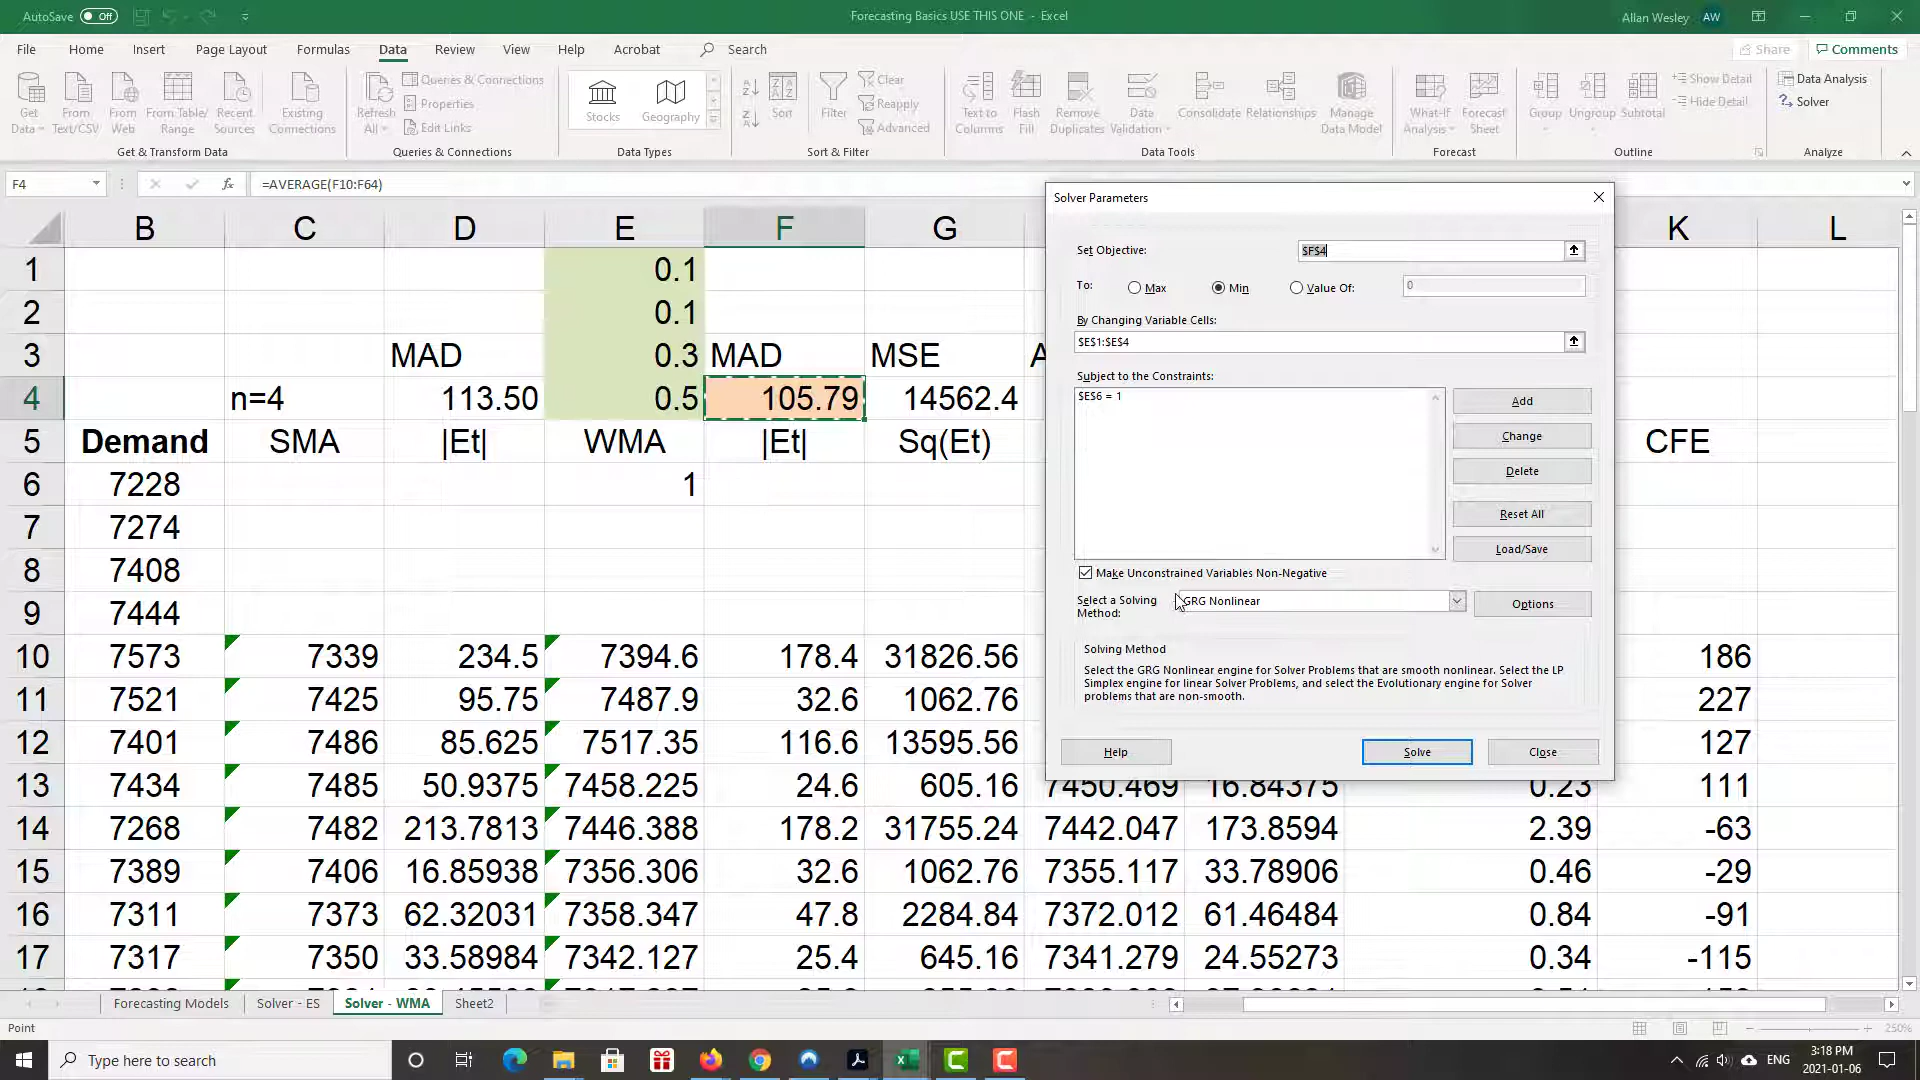 AutoSave Off
Forecasting Basics USE THIS ONE - Excel
Allan Wesley AW
File Home Insert Page Layout Formulas Data Review View Help Acrobat Search
Share Comments
Get Data
From Text/CSV
From Web
From Table/ Range
Recent Sources
Existing Connections
Refresh All
Queries & Connections
Properties
Edit Links
Stocks
Geography
Sort
Filter
Clear
Reapply
Advanced
Text to Columns
Flash Fill
Remove Duplicates
Data Validation
Consolidate
Relationships
Manage Data Model
What-If Analysis
Forecast Sheet
Group
Ungroup
Subtotal
Show Detail
Hide Detail
Data Analysis
Solver
Get & Transform Data
Queries & Connections
Data Types
Sort & Filter
Data Tools
Forecast
Outline
Analyze
F4 fx =AVERAGE(F10:F64)
B C D E F G K L
1 0.1
2 0.1
3 MAD 0.3 MAD MSE
4 n=4 113.50 0.5 105.79 14562.4
5 Demand SMA |Et| WMA |Et| Sq(Et) CFE
6 7228 1
7 7274
8 7408
9 7444
10 7573 7339 234.5 7394.6 178.4 31826.56 186
11 7521 7425 95.75 7487.9 32.6 1062.76 227
12 7401 7486 85.625 7517.35 116.6 13595.56 127
13 7434 7485 50.9375 7458.225 24.6 605.16 7450.469 16.84375 0.23 111
14 7268 7482 213.7813 7446.388 178.2 31755.24 7442.047 173.8594 2.39 -63
15 7389 7406 16.85938 7356.306 32.6 1062.76 7355.117 33.78906 0.46 -29
16 7311 7373 62.32031 7358.347 47.8 2284.84 7372.012 61.46484 0.84 -91
17 7317 7350 33.58984 7342.127 25.4 645.16 7341.279 24.55273 0.34 -115
Solver Parameters
Set Objective: $F$4
To: Max Min Value Of: 0
By Changing Variable Cells:
$E$1:$E$4
Subject to the Constraints:
$E$6 = 1
Add
Change
Delete
Reset All
Load/Save
Make Unconstrained Variables Non-Negative
Select a Solving Method: GRG Nonlinear Options
Solving Method
Select the GRG Nonlinear engine for Solver Problems that are smooth nonlinear. Select the LP
Simplex engine for linear Solver Problems, and select the Evolutionary engine for Solver
problems that are non-smooth.
Help Solve Close
Forecasting Models Solver - ES Solver - WMA Sheet2
Point
250%
Type here to search
ENG
3:18 PM
2021-01-06